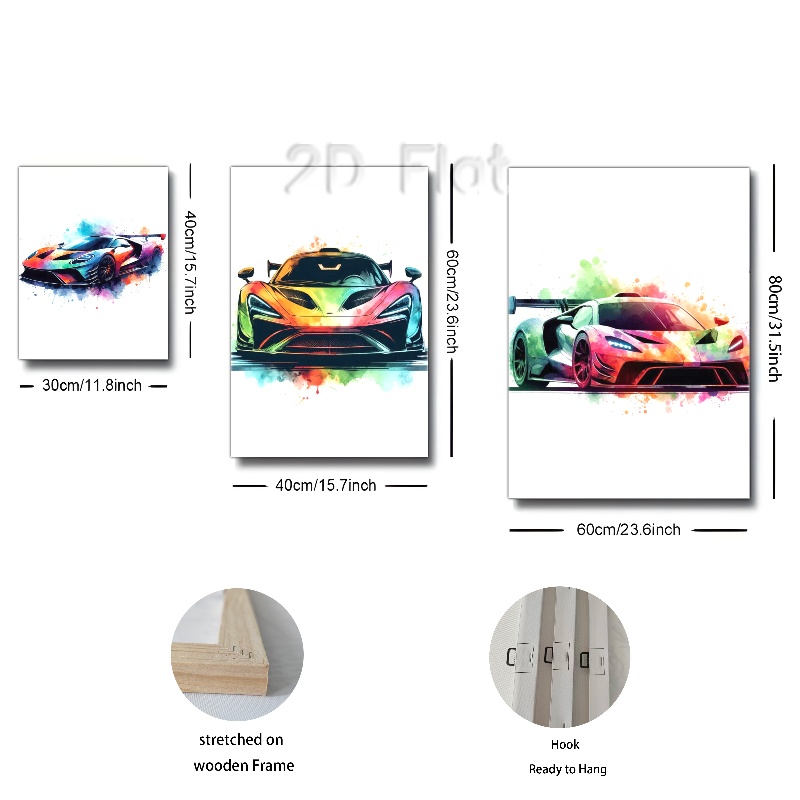 2D Flat
40cm/15.7inch
60cm/23.6inch
80cm/31.5inch
30cm/11.8inch
40cm/15.7inch
60cm/23.6inch
stretched on
wooden Frame
Hook
Ready to Hang